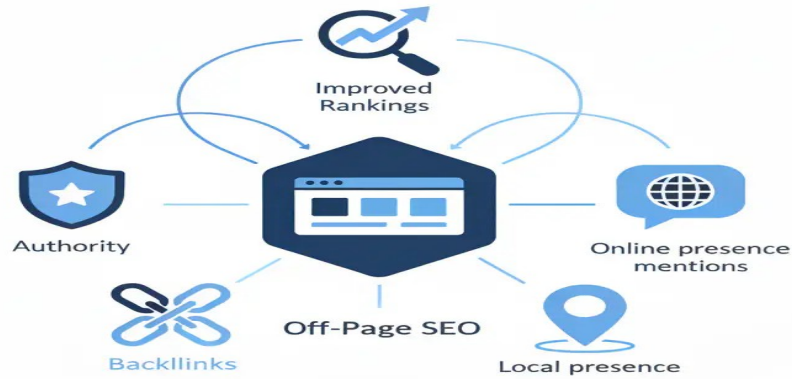 Improved
Rankings
Authority
Online presence
mentions
Off-Page SEO
Backllinks
Local presence